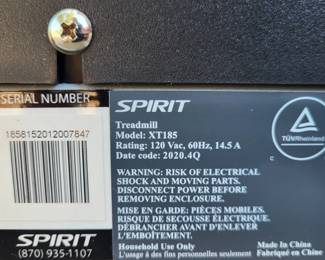 SERIAL NUMBER
1858152012007847
SPIRIT
(870) 935-1107
SPIRIT
Treadmill
Model: XT185
Rating: 120 Vac, 60Hz, 14.5 A
Date code: 2020.4Q
WARNING: RISK OF ELECTRICAL
SHOCK AND MOVING PARTS.
DISCONNECT POWER BEFORE
REMOVING ENCLOSURE.
MISE EN GARDE: PIÈCES MOBILES.
RISQUE DE SECOUSSE ÉLECTRIQUE.
DÉBRANCHER AVANT D'ENLEVER
L'EMBOÎTEMENT.
Household Use Only
L'usage à des fins personnelles seulement
TÜVRheinland
C
Made In China
Fabriqué en Chine